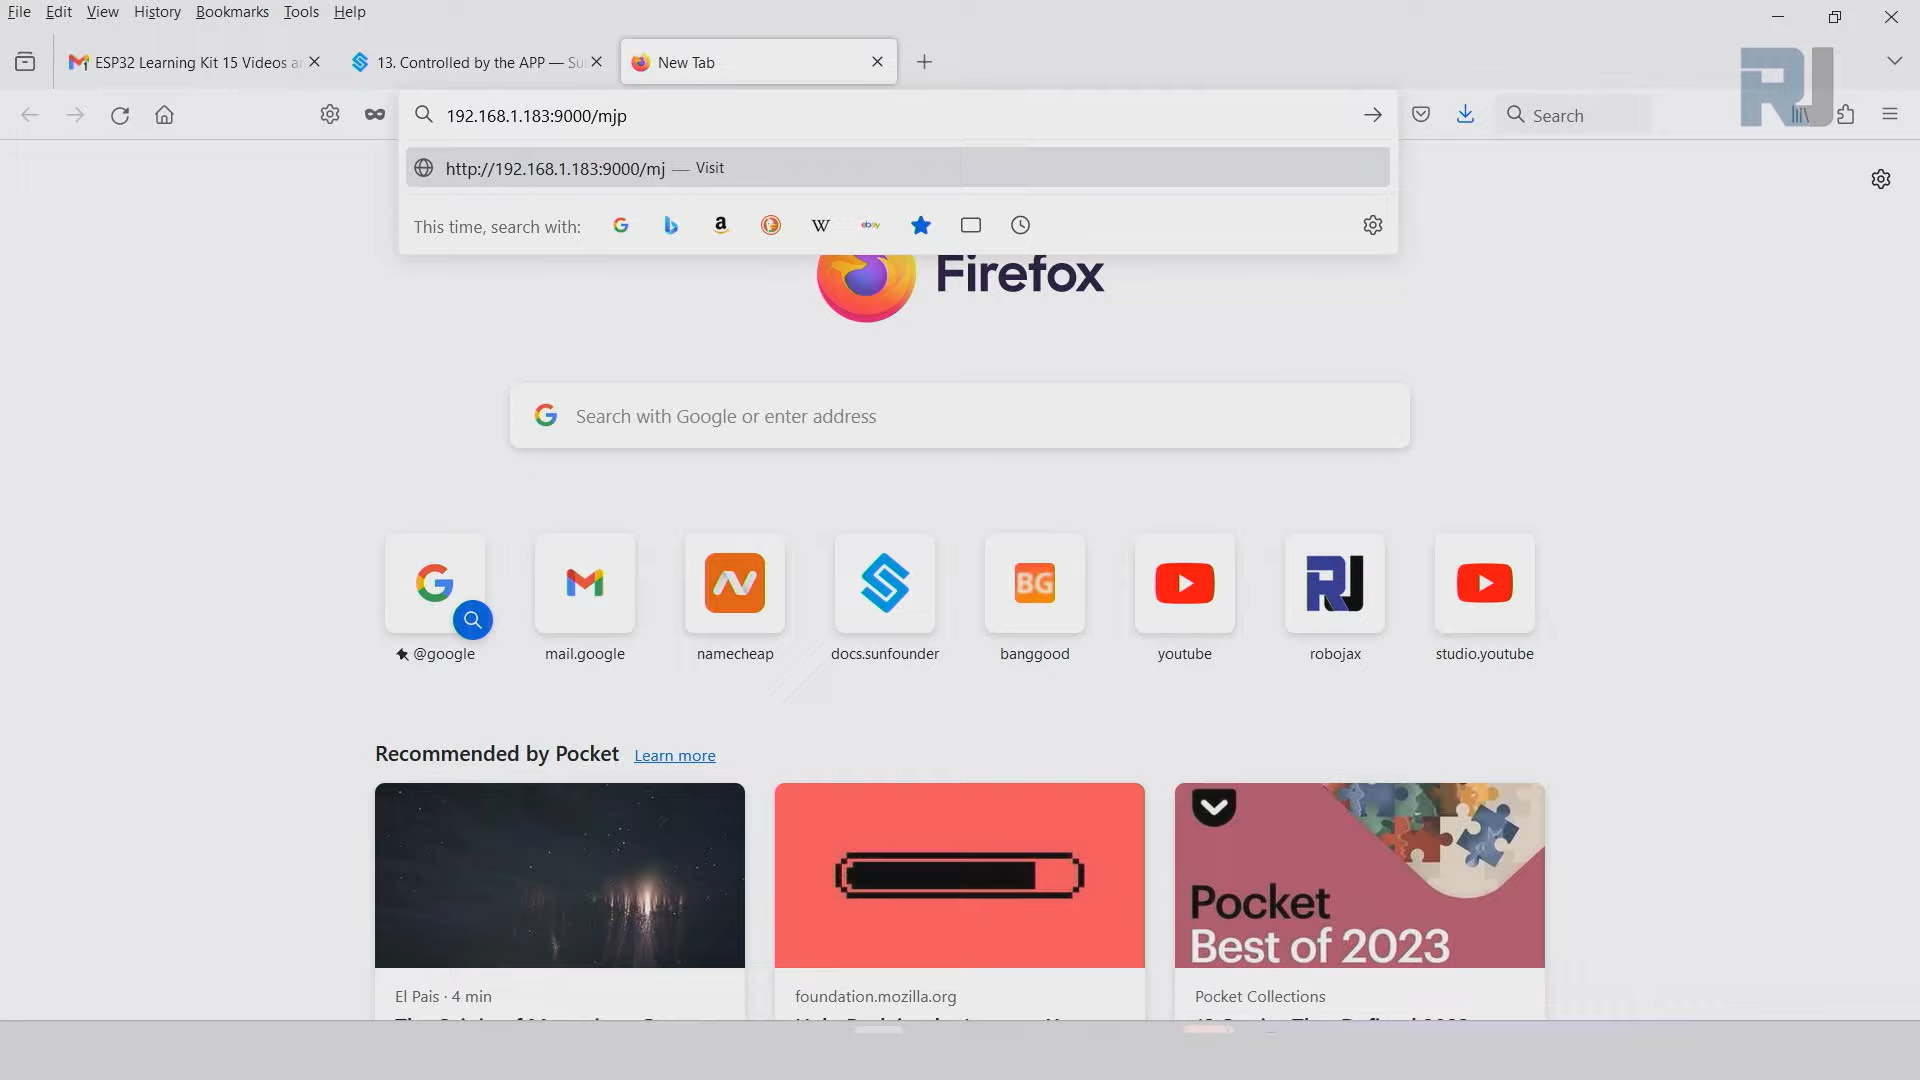 File Edit View History Bookmarks Tools Help
ESP32 Learning Kit 15 Videos a
13. Controlled by the APP — Su
New Tab
192.168.1.183:9000/mjp
Search
http://192.168.1.183:9000/mj — Visit
This time, search with:
Firefox
Search with Google or enter address
@google
mail.google
namecheap
docs.sunfounder
banggood
youtube
robojax
studio.youtube
Recommended by Pocket Learn more
Pocket
Best of 2023
El Pais · 4 min
foundation.mozilla.org
Pocket Collections